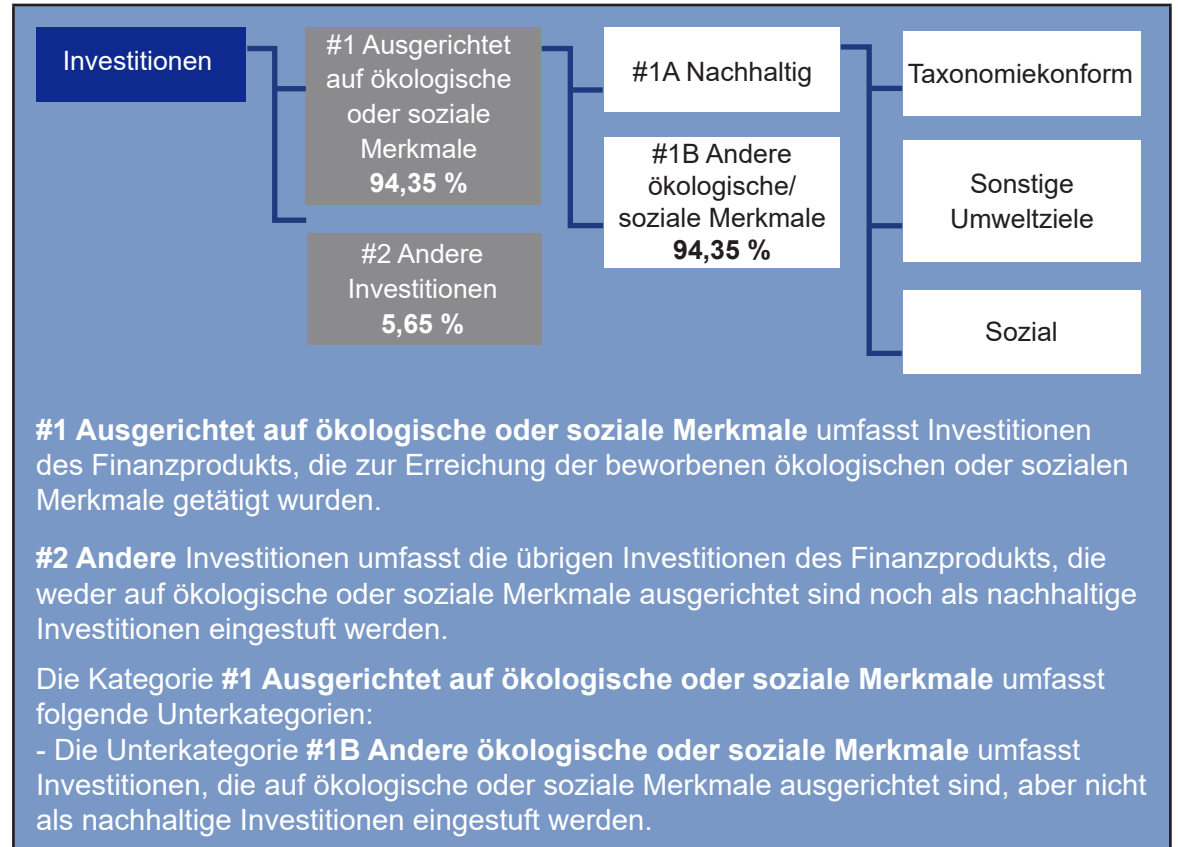 Investitionen
#1 Ausgerichtet
auf ökologische
oder soziale
Merkmale
94,35 %
#2 Andere
Investitionen
5,65 %
#1A Nachhaltig
#1B Andere
ökologische/
soziale Merkmale
94,35 %
Taxonomiekonform
Sonstige
Umweltziele
Sozial
#1 Ausgerichtet auf ökologische oder soziale Merkmale umfasst Investitionen
des Finanzprodukts, die zur Erreichung der beworbenen ökologischen oder sozialen
Merkmale getätigt wurden.
#2 Andere Investitionen umfasst die übrigen Investitionen des Finanzprodukts, die
weder auf ökologische oder soziale Merkmale ausgerichtet sind noch als nachhaltige
Investitionen eingestuft werden.
Die Kategorie #1 Ausgerichtet auf ökologische oder soziale Merkmale umfasst
folgende Unterkategorien:
- Die Unterkategorie #1B Andere ökologische oder soziale Merkmale umfasst
Investitionen, die auf ökologische oder soziale Merkmale ausgerichtet sind, aber nicht
als nachhaltige Investitionen eingestuft werden.